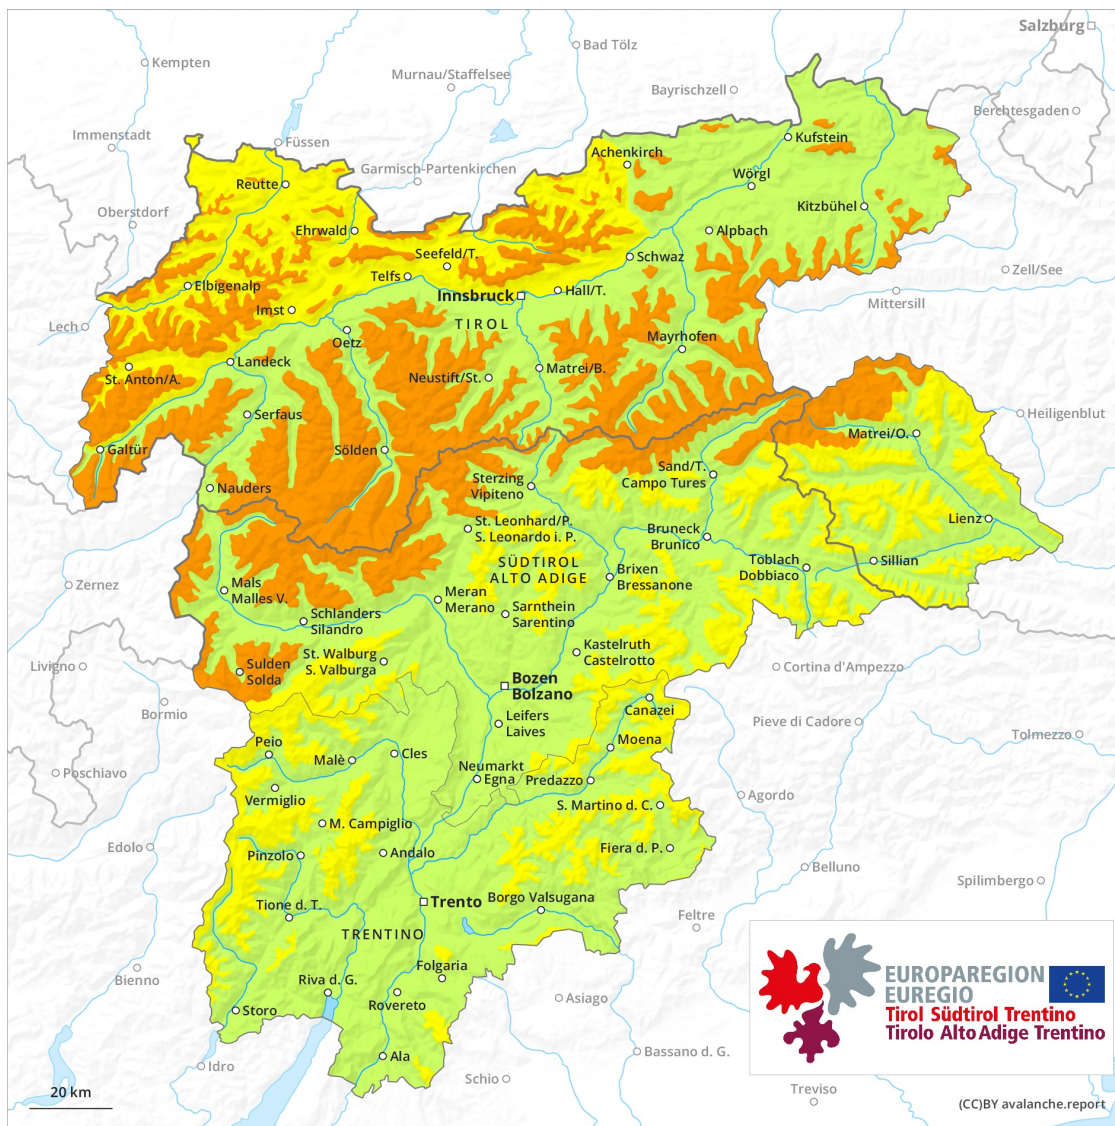 Salzburg
Bad Tölz
Kempten
Murnau/Staffelsee
Bayrischzell
Berchtesgaden
Immenstadt
Füssen
Kufstein
Achenkirch
Garmisch-Partenkirchen
Wörgl
Reutte
Oberstdorf
Kitzbühel
Ehrwald
Alpbach
Seefeld/T.
Schwaz
Zell/See
Telfs
Elbigenalp
Innsbruck
Hall/T.
Mittersill
Imst
Lech
TIROL
Oetz
Mayrhofen
Landeck
Matrei/B.
St. Anton/A.
Neustift/St.
Serfaus
Heiligenblut
Matrei/O.
Galtür
Sölden
Sand/T.
Campo Tures
Sterzing
Vipiteno
Nauders
Lienz
St. Leonhard/P.
S. Leonardo i. P.
Bruneck
Brunico
SÜDTIROL
ALTO ADIGE
Toblach
Dobbiaco
Sillian
Brixen
Bressanone
Zernez
Mals
Malles V.
Meran
Merano
Sarnthein
Sarentino
Schlanders
Silandro
Kastelruth
Castelrotto
St. Walburg
S. Valburga
Livigno
Sulden
Solda
Cortina d'Ampezzo
Bozen
Bolzano
Bormio
Canazei
Leifers
Laives
Pieve di Cadore
Tolmezzo
Moena
Peio
Cles
Malè
Poschiavo
Neumarkt
Egna
Predazzo
Vermiglio
Agordo
S. Martino d. C.
M. Campiglio
Edolo
Fiera d. P.
Pinzolo
Andalo
Belluno
Spilimbergo
Trento
Borgo Valsugana
Tione d. T.
Feltre
TRENTINO
Folgaria
Bienno
Riva d. G.
Rovereto
Asiago
Storo
EUROPAREGION
EUREGIO
Tirol Südtirol Trentino
Tirolo Alto Adige Trentino
Ala
Bassano d. G.
Idro
Schio
Treviso
20 km
(CC)BY avalanche.report